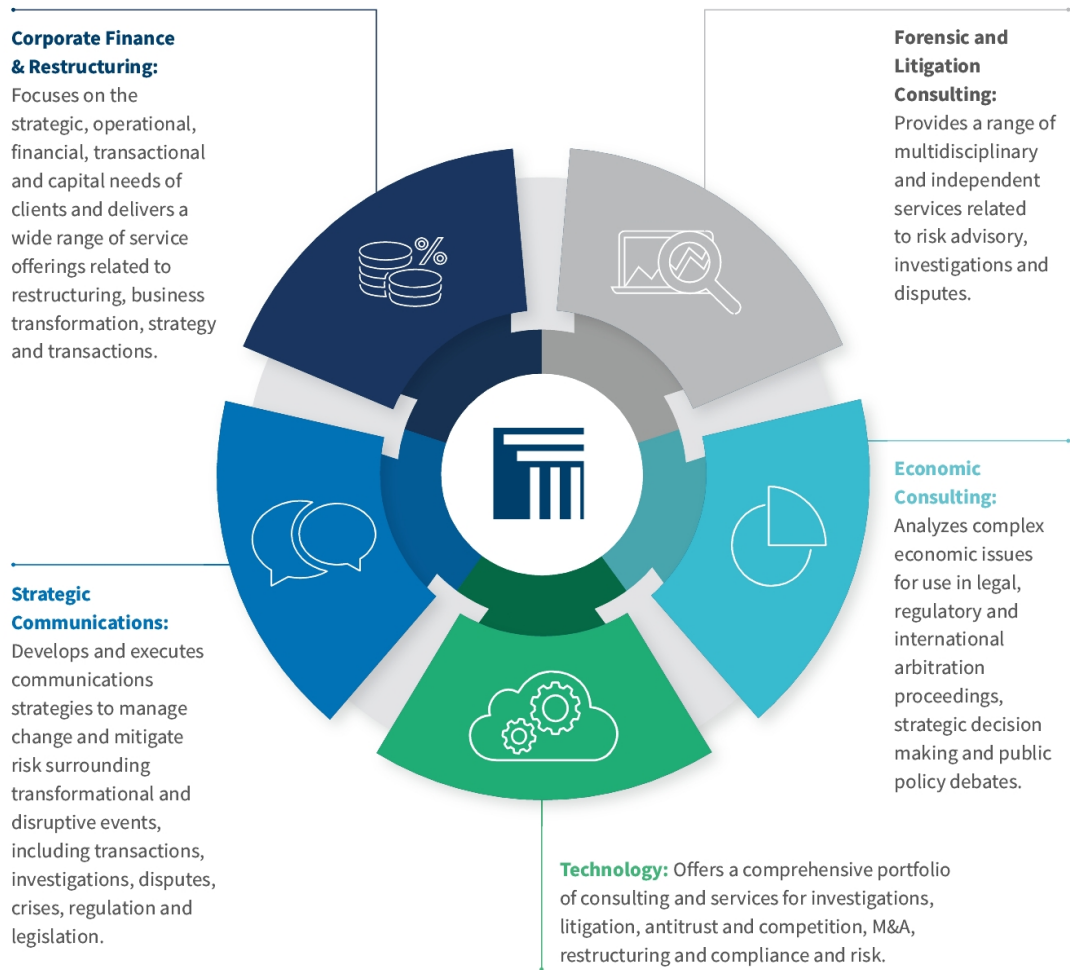 Corporate Finance
& Restructuring:
Focuses on the
strategic, operational,
financial, transactional
and capital needs of
clients and delivers a
wide range of service
offerings related to
restructuring, business
transformation, strategy
and transactions.
Forensic and
Litigation
Consulting:
Provides a range of
multidisciplinary
and independent
services related
to risk advisory,
investigations and
disputes.
%
Economic
Consulting:
Analyzes complex
economic issues
for use in legal,
regulatory and
international
arbitration
proceedings,
strategic decision
making and public
policy debates.
Strategic
Communications:
Develops and executes
communications
strategies to manage
change and mitigate
risk surrounding
transformational and
disruptive events,
including transactions,
investigations, disputes,
crises, regulation and
legislation.
Technology: Offers a comprehensive portfolio
of consulting and services for investigations,
litigation, antitrust and competition, M&A,
restructuring and compliance and risk.